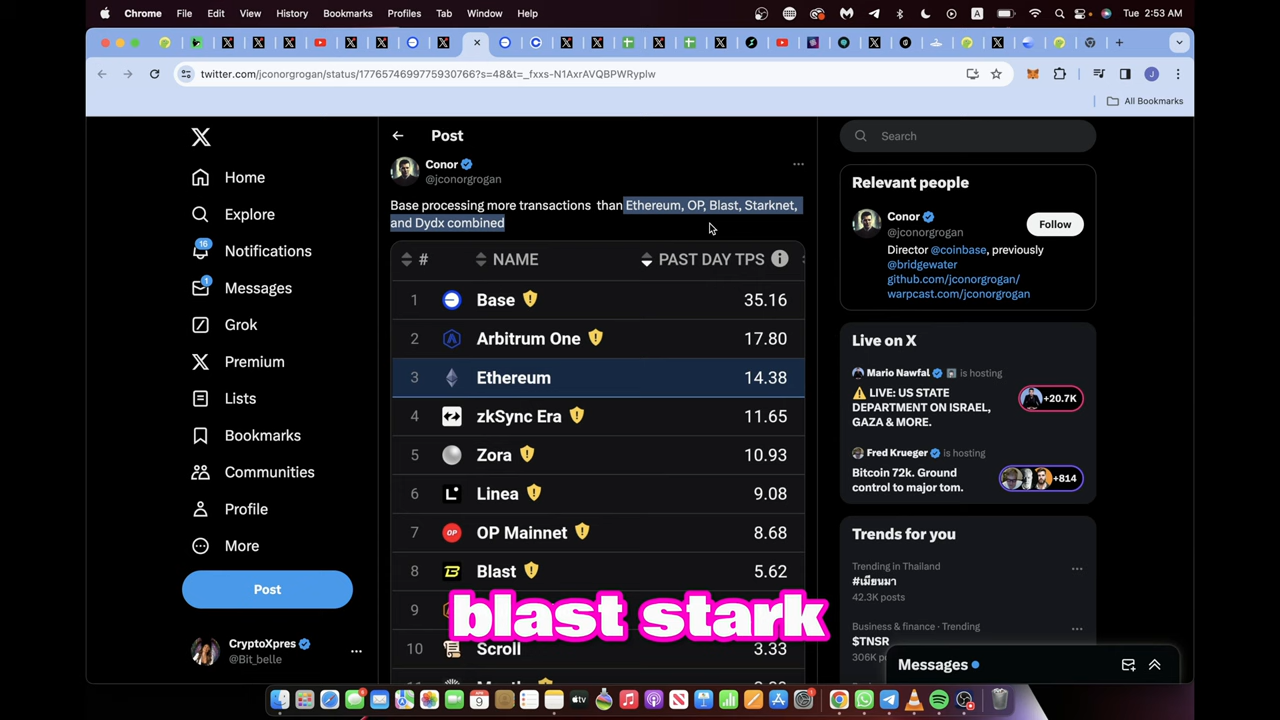 Chrome File Edit View History Bookmarks Profiles Tab Window Help
A
Tue 2:53 AM
twitter.com/jconorgrogan/status/1776574699775930766?s=48&t=_fxxs-N1AxrAVQBPWRyplw
J
All Bookmarks
Home
Explore
16
Notifications
1
Messages
Grok
Premium
Lists
Bookmarks
Communities
Profile
More
Post
CryptoXpres
@Bit_belle
Post
Conor
@jconorgrogan
Base processing more transactions than Ethereum, OP, Blast, Starknet,
and Dydx combined
# NAME PAST DAY TPS
1 Base 35.16
2 Arbitrum One 17.80
3 Ethereum 14.38
4 zkSync Era 11.65
5 Zora 10.93
6 Linea 9.08
7 OP Mainnet 8.68
8 Blast 5.62
9
10 Scroll 3.33
blast stark
Search
Relevant people
Conor
@jconorgrogan
Follow
Director @coinbase, previously
@bridgewater
github.com/jconorgrogan/
warpcast.com/jconorgrogan
Live on X
Mario Nawfal is hosting
LIVE: US STATE
DEPARTMENT ON ISRAEL,
GAZA & MORE.
+20.7K
Fred Krueger is hosting
Bitcoin 72k. Ground
control to major tom.
+814
Trends for you
Trending in Thailand
#เมียนมา
42.3K posts
Business & finance · Trending
$TNSR
306K
Messages